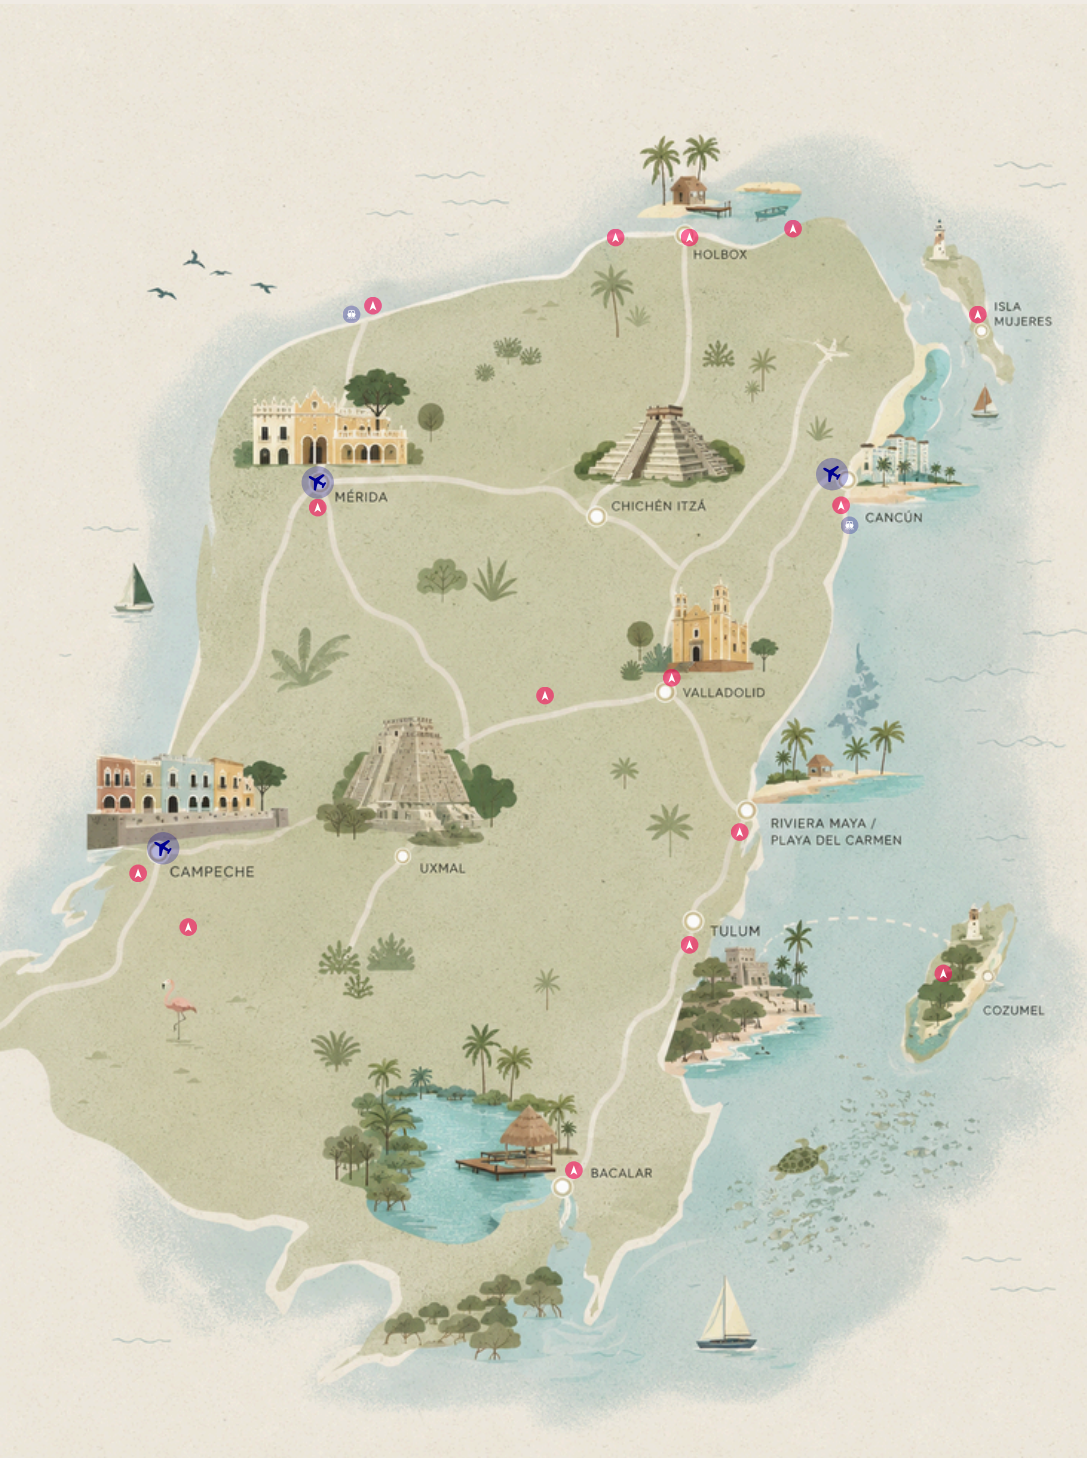 HOLBOX
ISLA
MUJERES
MÉRIDA
CHICHÉN ITZÁ
CANCÚN
VALLADOLID
RIVIERA MAYA /
PLAYA DEL CARMEN
CAMPECHE
UXMAL
TULUM
COZUMEL
BACALAR